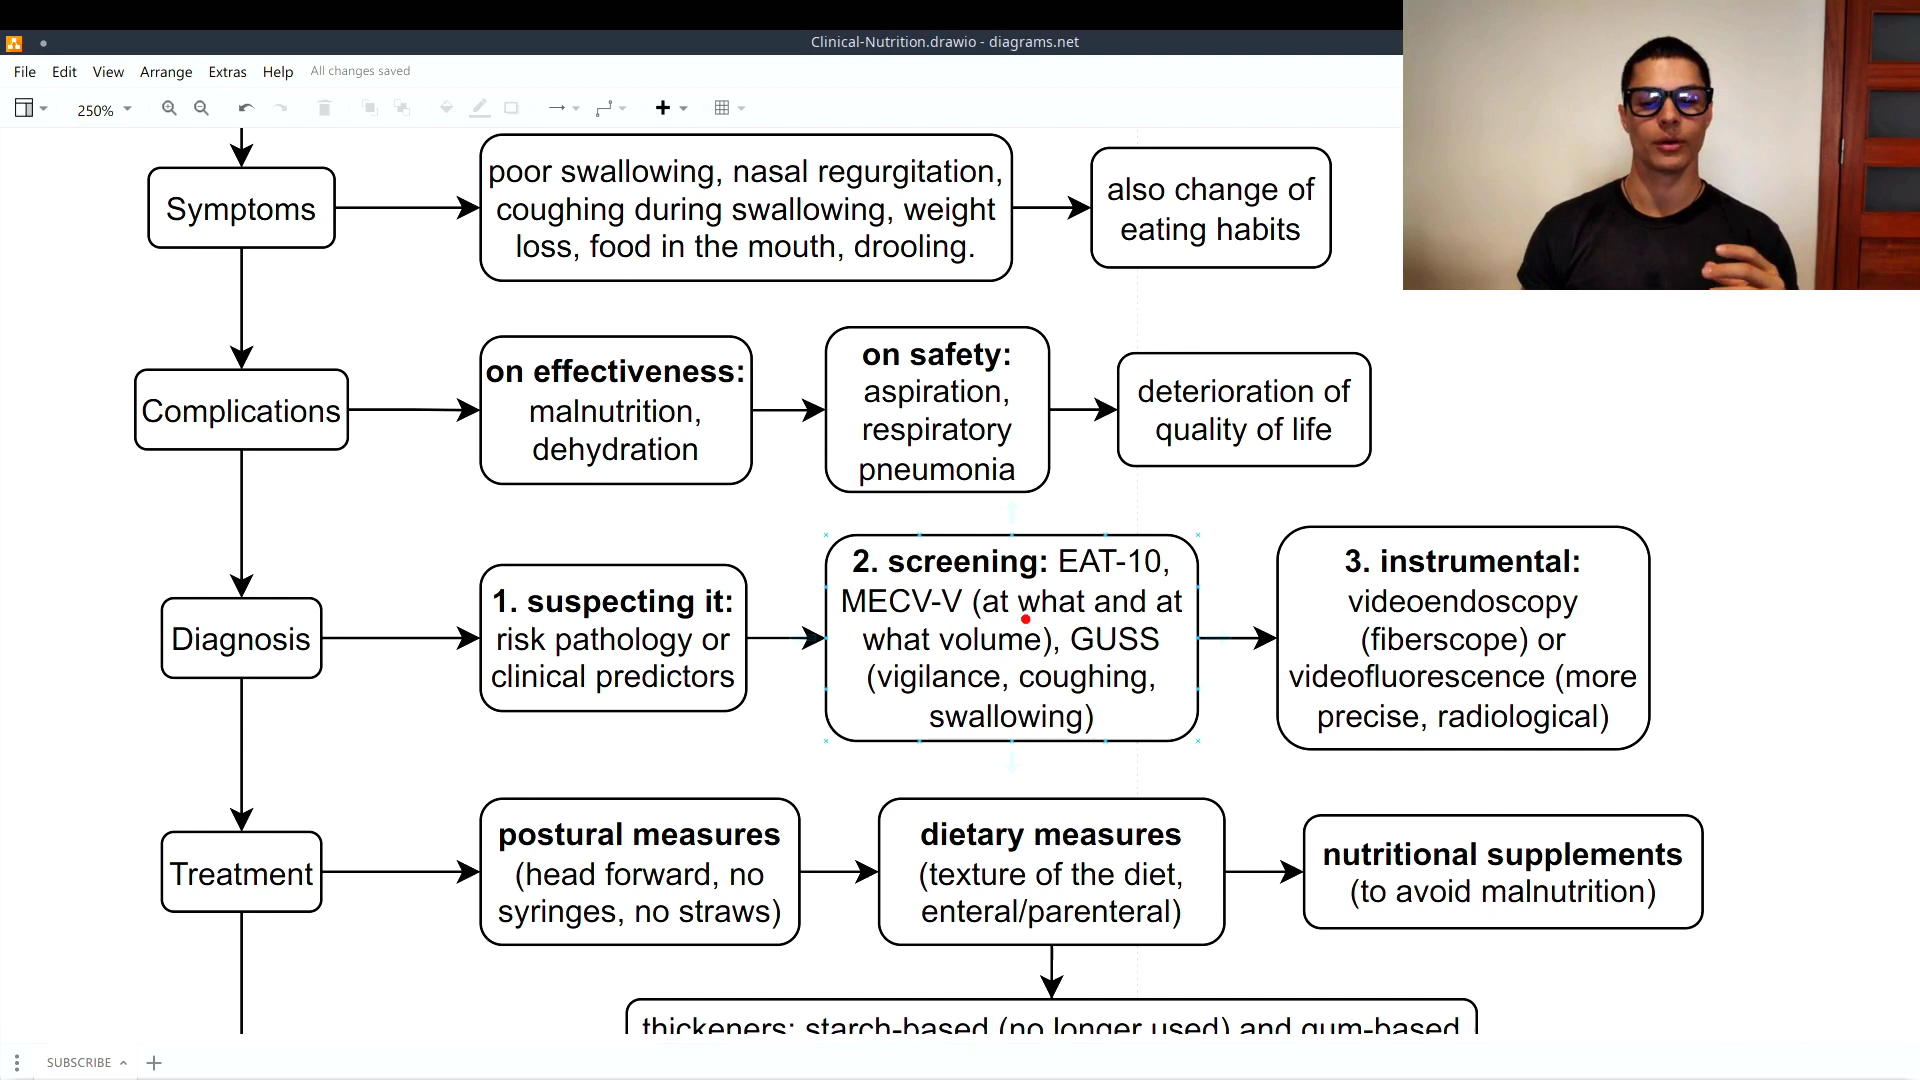 Clinical-Nutrition.drawio - diagrams.net
File Edit View Arrange Extras Help All changes saved
250%
Symptoms
poor swallowing, nasal regurgitation,
coughing during swallowing, weight
loss, food in the mouth, drooling.
also change of
eating habits
Complications
on effectiveness:
malnutrition,
dehydration
on safety:
aspiration,
respiratory
pneumonia
deterioration of
quality of life
Diagnosis
1. suspecting it:
risk pathology or
clinical predictors
2. screening: EAT-10,
MECV-V (at what and at
what volume), GUSS
(vigilance, coughing,
swallowing)
3. instrumental:
videoendoscopy
(fiberscope) or
videofluorescence (more
precise, radiological)
Treatment
postural measures
(head forward, no
syringes, no straws)
dietary measures
(texture of the diet,
enteral/parenteral)
nutritional supplements
(to avoid malnutrition)
thickeners: starch-based (no longer used) and gum-based
SUBSCRIBE